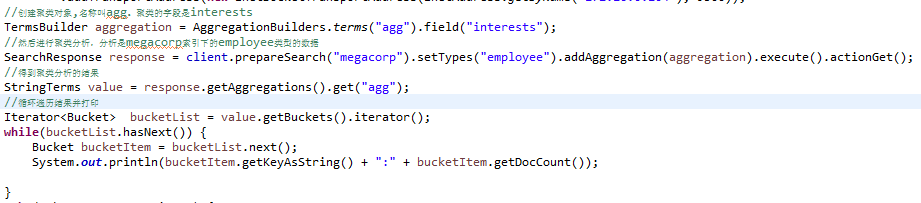 //创建聚类对象,名称叫agg。聚类的字段是interests
TermsBuilder aggregation = AggregationBuilders.terms("agg").field("interests");
//然后进行聚类分析。分析是megacorp索引下的employee类型的数据
SearchResponse response = client.prepareSearch("megacorp").setTypes("employee").addAggregation(aggregation).execute().actionGet();
//得到聚类分析的结果
StringTerms value = response.getAggregations().get("agg");
//循环遍历结果并打印
Iterator<Bucket>  bucketList = value.getBuckets().iterator();
while(bucketList.hasNext()) {
    Bucket bucketItem = bucketList.next();
    System.out.println(bucketItem.getKeyAsString() + ":" + bucketItem.getDocCount());
}